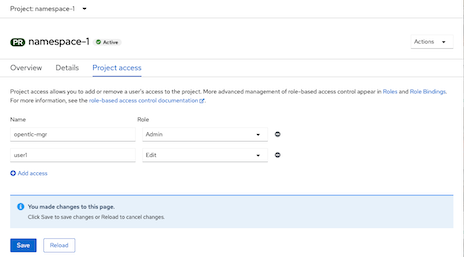 Project: namespace-1
PR namespace-1 Active
Actions
Overview Details Project access
Project access allows you to add or remove a user's access to the project. More advanced management of role-based access control appear in Roles and Role Bindings.
For more information, see the role-based access control documentation.
Name Role
opentic-mgr Admin
user1 Edit
Add access
You made changes to this page.
Click Save to save changes or Reload to cancel changes.
Save Reload